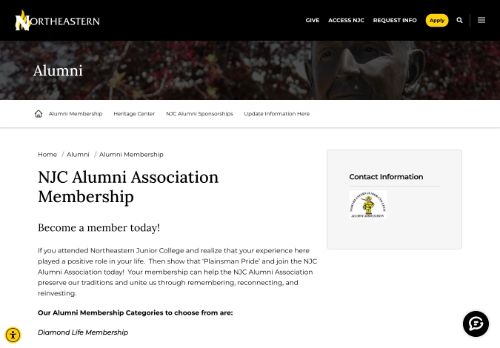 NORTHEASTERN
GIVE ACCESS NJC REQUEST INFO Apply
Alumni
Alumni Membership Heritage Center NJC Alumni Sponsorships Update Information Here
Home / Alumni / Alumni Membership
NJC Alumni Association
Membership
Become a member today!
If you attended Northeastern Junior College and realize that your experience here
played a positive role in your life. Then show that 'Plainsman Pride' and join the NJC
Alumni Association today! Your membership can help the NJC Alumni Association
preserve our traditions and unite us through remembering, reconnecting, and
reinvesting.
Our Alumni Membership Categories to choose from are:
Diamond Life Membership
Contact Information
ALUMNI ASSOCIATION